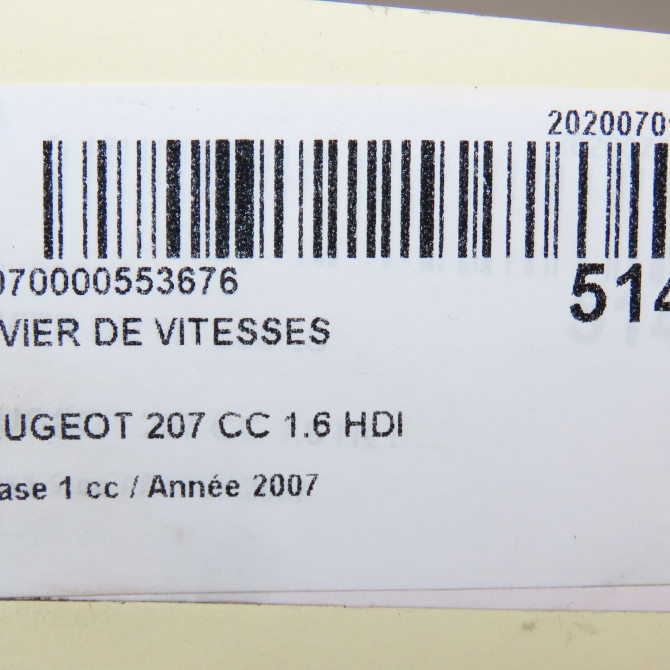 2020070
070000553676
514
VIER DE VITESSES
UGEOT 207 CC 1.6 HDI
ase 1 cc / Année 2007